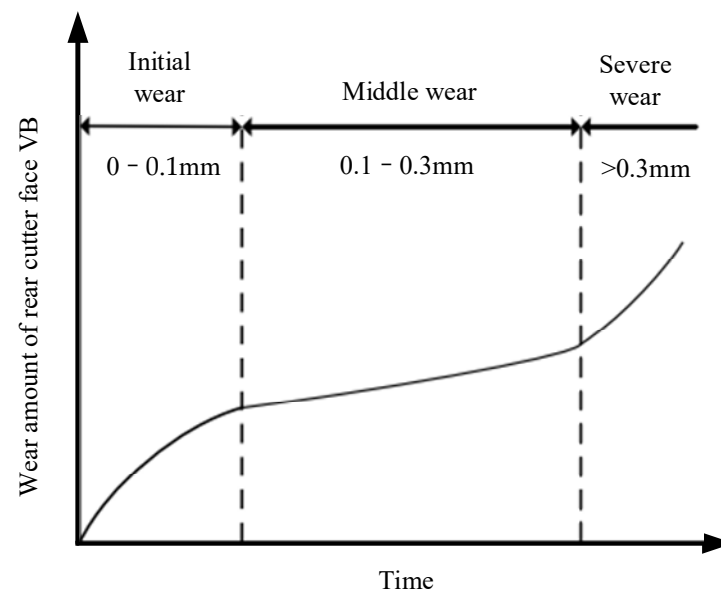 Initial
wear
Middle wear
Severe
wear
0 - 0.1mm
0.1 - 0.3mm
>0.3mm
Wear amount of rear cutter face VB
Time